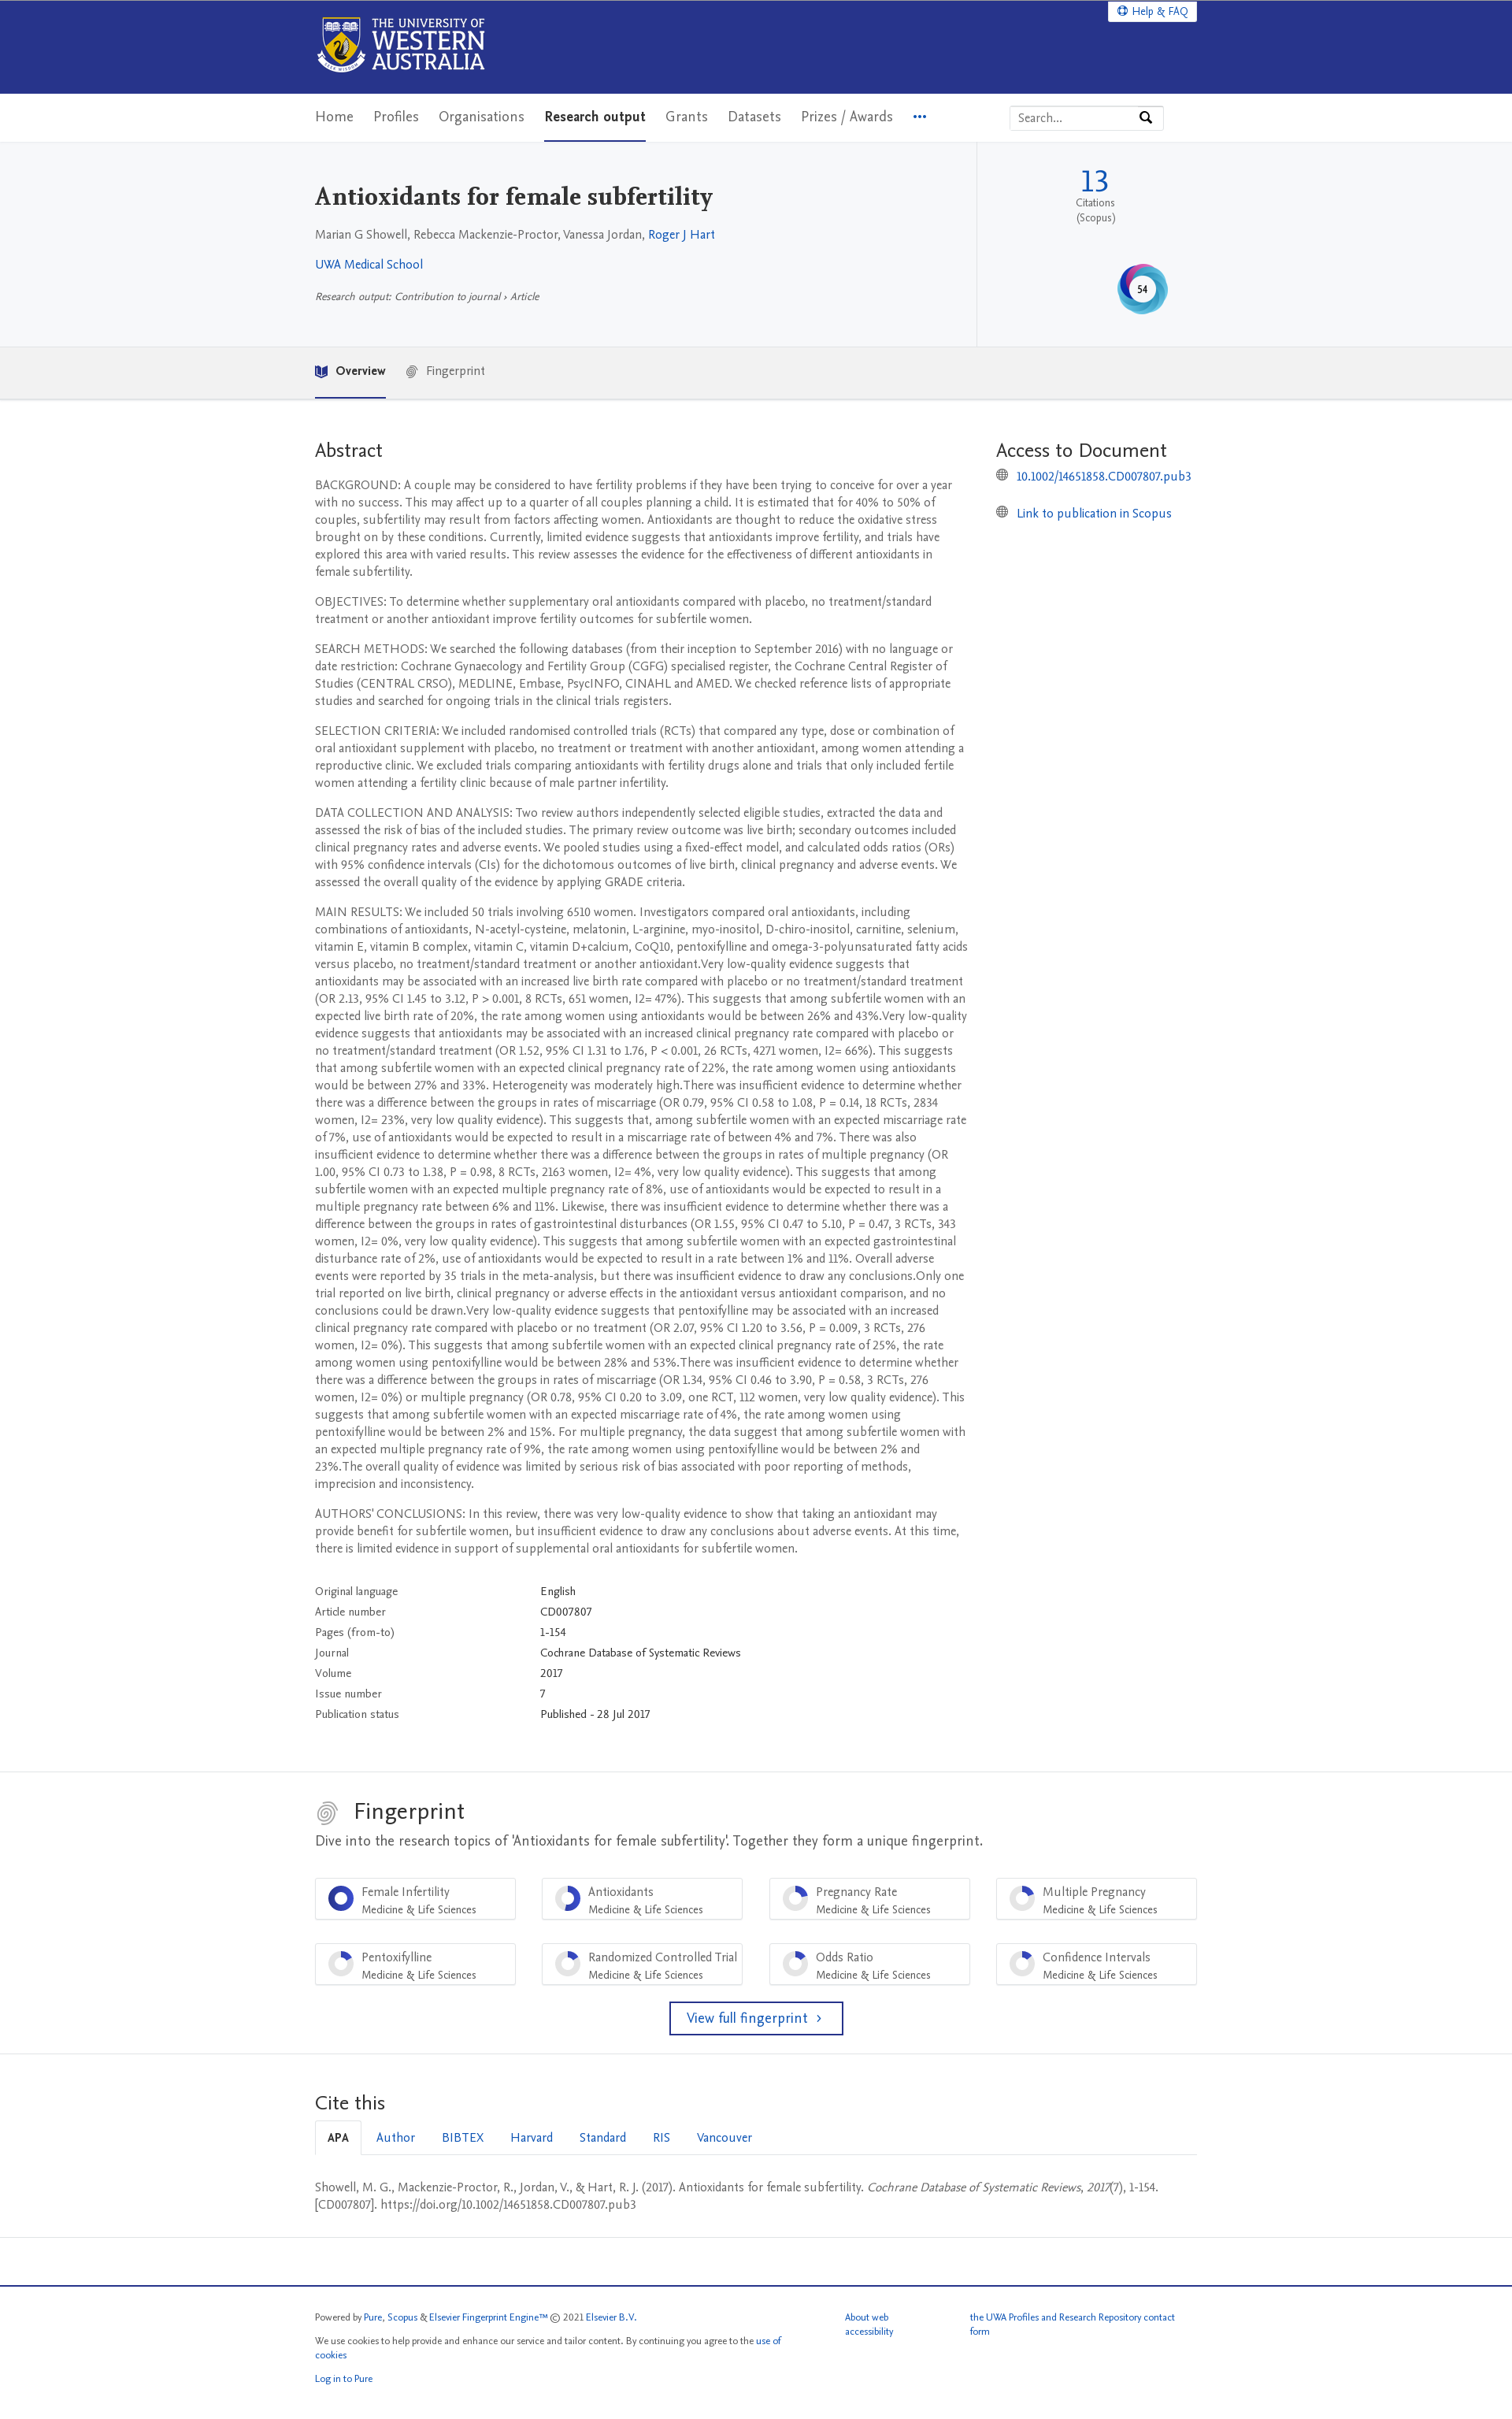 Help & FAQ
THE UNIVERSITY OF
WESTERN
AUSTRALIA
Home Profiles Organisations Research output Grants Datasets Prizes / Awards
Search...
Antioxidants for female subfertility
Marian G Showell, Rebecca Mackenzie-Proctor, Vanessa Jordan, Roger J Hart
UWA Medical School
Research output: Contribution to journal › Article
13
Citations
(Scopus)
54
Overview Fingerprint
Abstract
BACKGROUND: A couple may be considered to have fertility problems if they have been trying to conceive for over a year
with no success. This may affect up to a quarter of all couples planning a child. It is estimated that for 40% to 50% of
couples, subfertility may result from factors affecting women. Antioxidants are thought to reduce the oxidative stress
brought on by these conditions. Currently, limited evidence suggests that antioxidants improve fertility, and trials have
explored this area with varied results. This review assesses the evidence for the effectiveness of different antioxidants in
female subfertility.
OBJECTIVES: To determine whether supplementary oral antioxidants compared with placebo, no treatment/standard
treatment or another antioxidant improve fertility outcomes for subfertile women.
SEARCH METHODS: We searched the following databases (from their inception to September 2016) with no language or
date restriction: Cochrane Gynaecology and Fertility Group (CGFG) specialised register, the Cochrane Central Register of
Studies (CENTRAL CRSO), MEDLINE, Embase, PsycINFO, CINAHL and AMED. We checked reference lists of appropriate
studies and searched for ongoing trials in the clinical trials registers.
SELECTION CRITERIA: We included randomised controlled trials (RCTs) that compared any type, dose or combination of
oral antioxidant supplement with placebo, no treatment or treatment with another antioxidant, among women attending a
reproductive clinic. We excluded trials comparing antioxidants with fertility drugs alone and trials that only included fertile
women attending a fertility clinic because of male partner infertility.
DATA COLLECTION AND ANALYSIS: Two review authors independently selected eligible studies, extracted the data and
assessed the risk of bias of the included studies. The primary review outcome was live birth; secondary outcomes included
clinical pregnancy rates and adverse events. We pooled studies using a fixed-effect model, and calculated odds ratios (ORs)
with 95% confidence intervals (CIs) for the dichotomous outcomes of live birth, clinical pregnancy and adverse events. We
assessed the overall quality of the evidence by applying GRADE criteria.
MAIN RESULTS: We included 50 trials involving 6510 women. Investigators compared oral antioxidants, including
combinations of antioxidants, N-acetyl-cysteine, melatonin, L-arginine, myo-inositol, D-chiro-inositol, carnitine, selenium,
vitamin E, vitamin B complex, vitamin C, vitamin D+calcium, CoQ10, pentoxifylline and omega-3-polyunsaturated fatty acids
versus placebo, no treatment/standard treatment or another antioxidant.Very low-quality evidence suggests that
antioxidants may be associated with an increased live birth rate compared with placebo or no treatment/standard treatment
(OR 2.13, 95% CI 1.45 to 3.12, P > 0.001, 8 RCTs, 651 women, I2= 47%). This suggests that among subfertile women with an
expected live birth rate of 20%, the rate among women using antioxidants would be between 26% and 43%.Very low-quality
evidence suggests that antioxidants may be associated with an increased clinical pregnancy rate compared with placebo or
no treatment/standard treatment (OR 1.52, 95% CI 1.31 to 1.76, P < 0.001, 26 RCTs, 4271 women, I2= 66%). This suggests
that among subfertile women with an expected clinical pregnancy rate of 22%, the rate among women using antioxidants
would be between 27% and 33%. Heterogeneity was moderately high.There was insufficient evidence to determine whether
there was a difference between the groups in rates of miscarriage (OR 0.79, 95% CI 0.58 to 1.08, P = 0.14, 18 RCTs, 2834
women, I2= 23%, very low quality evidence). This suggests that, among subfertile women with an expected miscarriage rate
of 7%, use of antioxidants would be expected to result in a miscarriage rate of between 4% and 7%. There was also
insufficient evidence to determine whether there was a difference between the groups in rates of multiple pregnancy (OR
1.00, 95% CI 0.73 to 1.38, P = 0.98, 8 RCTs, 2163 women, I2= 4%, very low quality evidence). This suggests that among
subfertile women with an expected multiple pregnancy rate of 8%, use of antioxidants would be expected to result in a
multiple pregnancy rate between 6% and 11%. Likewise, there was insufficient evidence to determine whether there was a
difference between the groups in rates of gastrointestinal disturbances (OR 1.55, 95% CI 0.47 to 5.10, P = 0.47, 3 RCTs, 343
women, I2= 0%, very low quality evidence). This suggests that among subfertile women with an expected gastrointestinal
disturbance rate of 2%, use of antioxidants would be expected to result in a rate between 1% and 11%. Overall adverse
events were reported by 35 trials in the meta-analysis, but there was insufficient evidence to draw any conclusions.Only one
trial reported on live birth, clinical pregnancy or adverse effects in the antioxidant versus antioxidant comparison, and no
conclusions could be drawn.Very low-quality evidence suggests that pentoxifylline may be associated with an increased
clinical pregnancy rate compared with placebo or no treatment (OR 2.07, 95% CI 1.20 to 3.56, P = 0.009, 3 RCTs, 276
women, I2= 0%). This suggests that among subfertile women with an expected clinical pregnancy rate of 25%, the rate
among women using pentoxifylline would be between 28% and 53%.There was insufficient evidence to determine whether
there was a difference between the groups in rates of miscarriage (OR 1.34, 95% CI 0.46 to 3.90, P = 0.58, 3 RCTs, 276
women, I2= 0%) or multiple pregnancy (OR 0.78, 95% CI 0.20 to 3.09, one RCT, 112 women, very low quality evidence). This
suggests that among subfertile women with an expected miscarriage rate of 4%, the rate among women using
pentoxifylline would be between 2% and 15%. For multiple pregnancy, the data suggest that among subfertile women with
an expected multiple pregnancy rate of 9%, the rate among women using pentoxifylline would be between 2% and
23%.The overall quality of evidence was limited by serious risk of bias associated with poor reporting of methods,
imprecision and inconsistency.
AUTHORS' CONCLUSIONS: In this review, there was very low-quality evidence to show that taking an antioxidant may
provide benefit for subfertile women, but insufficient evidence to draw any conclusions about adverse events. At this time,
there is limited evidence in support of supplemental oral antioxidants for subfertile women.
Access to Document
10.1002/14651858.CD007807.pub3
Link to publication in Scopus
Original language English
Article number CD007807
Pages (from-to) 1-154
Journal Cochrane Database of Systematic Reviews
Volume 2017
Issue number 7
Publication status Published - 28 Jul 2017
Fingerprint
Dive into the research topics of 'Antioxidants for female subfertility'. Together they form a unique fingerprint.
Female Infertility Antioxidants Pregnancy Rate Multiple Pregnancy
Medicine & Life Sciences Medicine & Life Sciences Medicine & Life Sciences Medicine & Life Sciences
Pentoxifylline Randomized Controlled Trial Odds Ratio Confidence Intervals
Medicine & Life Sciences Medicine & Life Sciences Medicine & Life Sciences Medicine & Life Sciences
View full fingerprint ›
Cite this
APA Author BIBTEX Harvard Standard RIS Vancouver
Showell, M. G., Mackenzie-Proctor, R., Jordan, V., & Hart, R. J. (2017). Antioxidants for female subfertility. Cochrane Database of Systematic Reviews, 2017(7), 1-154.
[CD007807]. https://doi.org/10.1002/14651858.CD007807.pub3
Powered by Pure, Scopus & Elsevier Fingerprint Engine™ © 2021 Elsevier B.V.
We use cookies to help provide and enhance our service and tailor content. By continuing you agree to the use of
cookies
Log in to Pure
About web
accessibility
the UWA Profiles and Research Repository contact
form